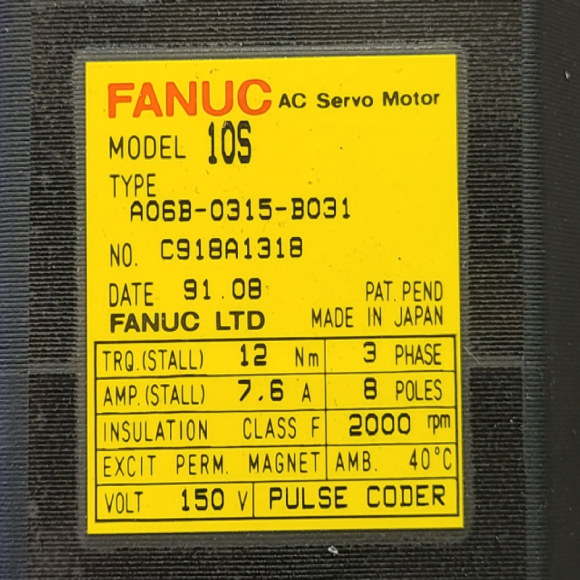 FANUC AC Servo Motor
MODEL 10S
TYPE
A06B-0315-B031
NO. C918A1318
DATE 91.08 PAT. PEND
FANUC LTD MADE IN JAPAN
TRQ.(STALL) 12 Nm 3 PHASE
AMP.(STALL) 7.6 A 8 POLES
INSULATION CLASS F 2000 rpm
EXCIT PERM. MAGNET AMB. 40°C
VOLT 150 V PULSE CODER